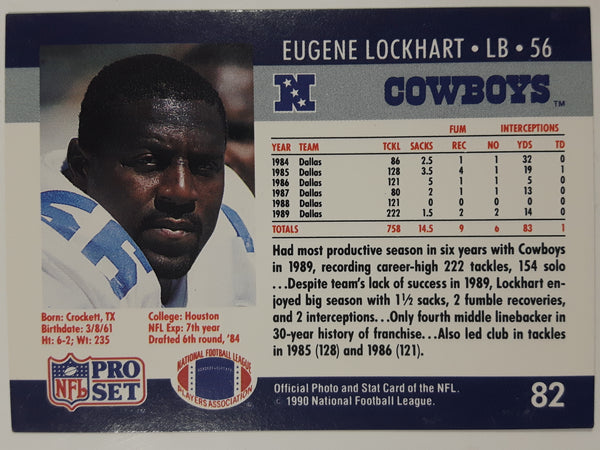 EUGENE LOCKHART • LB • 56
N
COWBOYS™
FUM INTERCEPTIONS
YEAR TEAM TCKL SACKS REC NO YDS TD
1984 Dallas 86 2.5 1 1 32 0
1985 Dallas 128 3.5 4 1 19 1
1986 Dallas 121 5 1 1 5 0
1987 Dallas 80 2 1 1 13 0
1988 Dallas 121 0 0 0 0 0
1989 Dallas 222 1.5 2 2 14 0
TOTALS 758 14.5 9 6 83 1
Had most productive season in six years with Cowboys
in 1989, recording career-high 222 tackles, 154 solo
...Despite team's lack of success in 1989, Lockhart en-
joyed big season with 1½ sacks, 2 fumble recoveries,
and 2 interceptions...Only fourth middle linebacker in
30-year history of franchise...Also led club in tackles
in 1985 (128) and 1986 (121).
Born: Crockett, TX
Birthdate: 3/8/61
Ht: 6-2; Wt: 235
College: Houston
NFL Exp: 7th year
Drafted 6th round, '84
NFL
PRO
SET
NATIONAL FOOTBALL LEAGUE
PLAYERS ASSOCIATION
Official Photo and Stat Card of the NFL.
© 1990 National Football League.
82